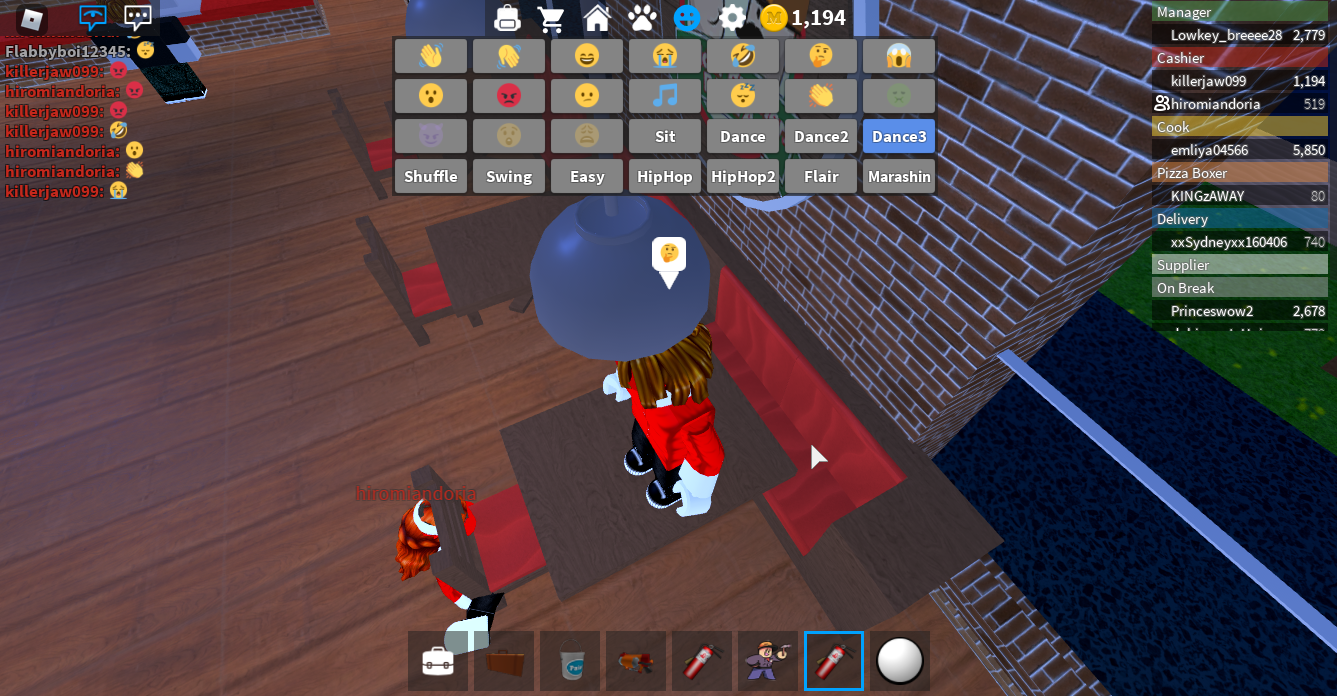 1,194
Flabbyboi12345: 😴
killerjaw099: 😡
hiromiandoria: 😡
killerjaw099: 😡
killerjaw099: 🤣
hiromiandoria: 😮
hiromiandoria: 👏
killerjaw099: 😭
Sit Dance Dance2 Dance3
Shuffle Swing Easy HipHop HipHop2 Flair Marashin
Manager
Lowkey_breeee28 2,779
Cashier
killerjaw099 1,194
hiromiandoria 519
Cook
emliya04566 5,850
Pizza Boxer
KINGzAWAY 80
Delivery
xxSydneyxx160406 740
Supplier
On Break
Princeswow2 2,678
hiromiandoria